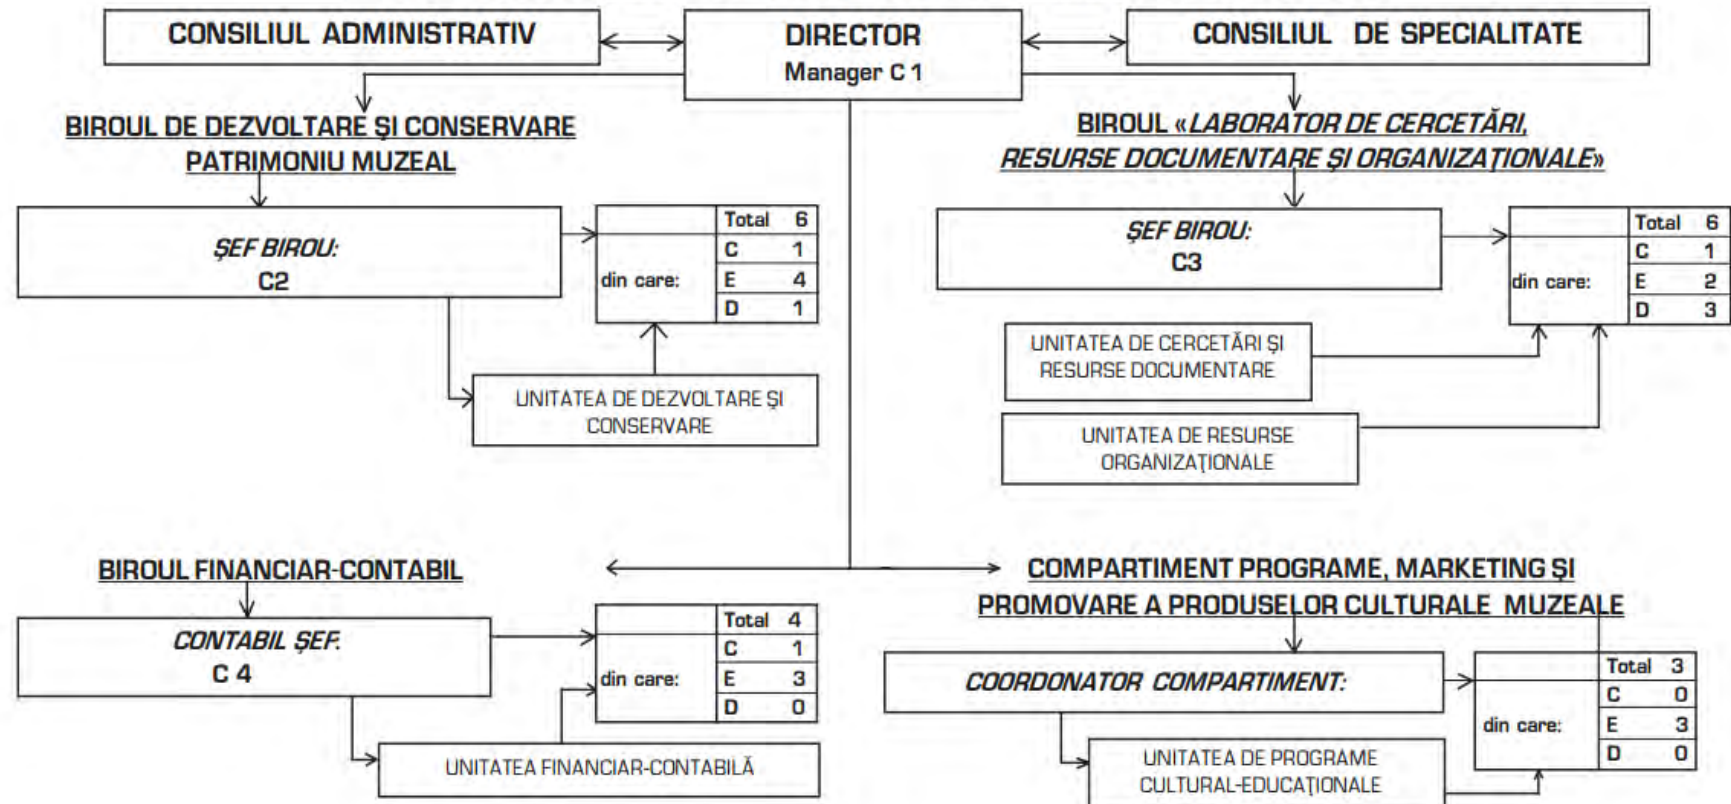 CONSILIUL ADMINISTRATIV
DIRECTOR
Manager C 1
CONSILIUL DE SPECIALITATE
BIROUL DE DEZVOLTARE ŞI CONSERVARE
PATRIMONIU MUZEAL
ŞEF BIROU:
C2
Total 6
C 1
din care: E 4
D 1
UNITATEA DE DEZVOLTARE ŞI
CONSERVARE
BIROUL «LABORATOR DE CERCETĂRI,
RESURSE DOCUMENTARE ŞI ORGANIZAŢIONALE»
ŞEF BIROU:
C3
Total 6
C 1
din care: E 2
D 3
UNITATEA DE CERCETĂRI ŞI
RESURSE DOCUMENTARE
UNITATEA DE RESURSE
ORGANIZAŢIONALE
BIROUL FINANCIAR-CONTABIL
CONTABIL ŞEF:
C 4
Total 4
C 1
din care: E 3
D 0
UNITATEA FINANCIAR-CONTABILĂ
COMPARTIMENT PROGRAME, MARKETING ŞI
PROMOVARE A PRODUSELOR CULTURALE MUZEALE
COORDONATOR COMPARTIMENT:
Total 3
C 0
din care: E 3
D 0
UNITATEA DE PROGRAME
CULTURAL-EDUCAŢIONALE